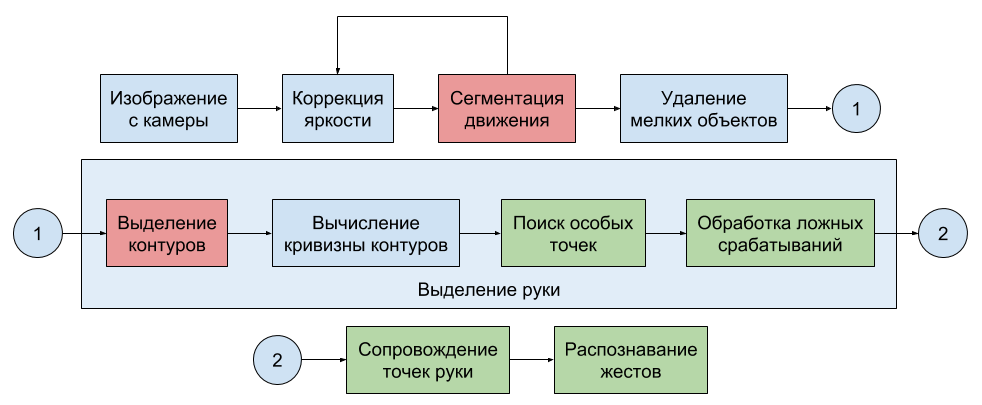 Изображение
с камеры
Коррекция
яркости
Сегментация
движения
Удаление
мелких объектов
1
1
Выделение
контуров
Вычисление
кривизны контуров
Поиск особых
точек
Обработка ложных
срабатываний
2
Выделение руки
2
Сопровождение
точек руки
Распознавание
жестов